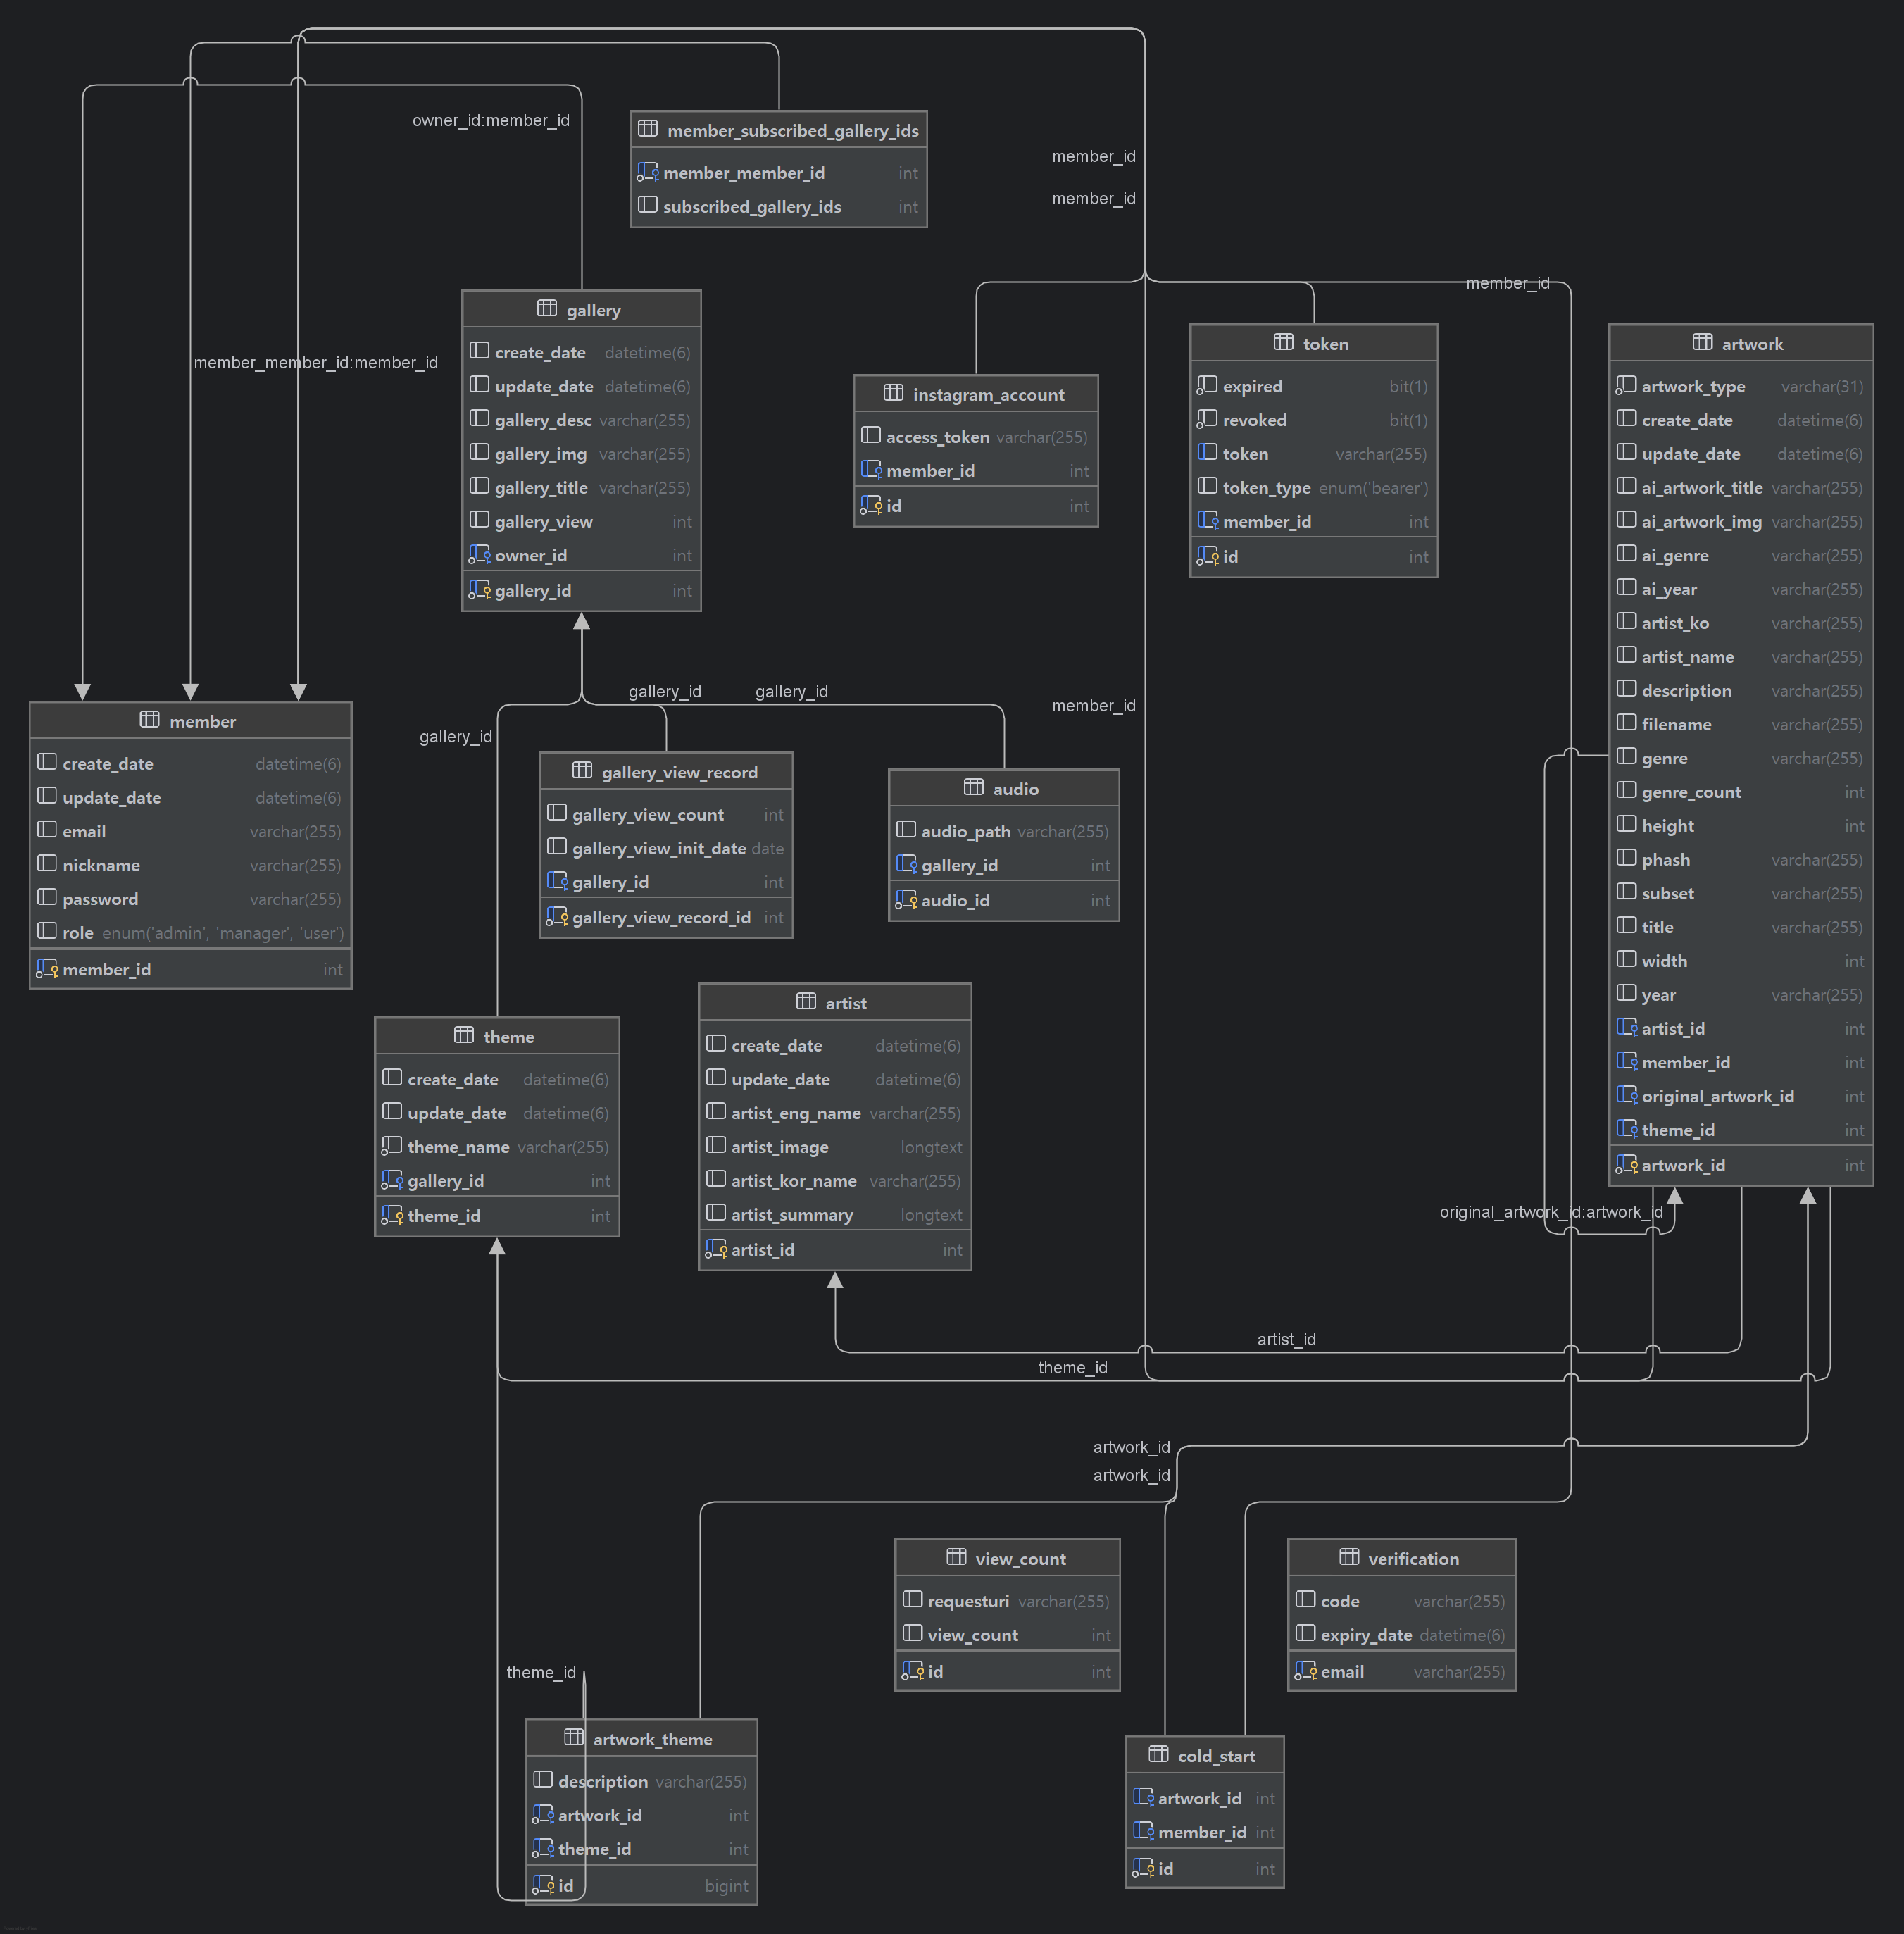 owner_id:member_id
member_subscribed_gallery_ids
member_member_id int
subscribed_gallery_ids int
member_id
member_id
member_id
member_member_id:member_id
gallery
create_date datetime(6)
update_date datetime(6)
gallery_desc varchar(255)
gallery_img varchar(255)
gallery_title varchar(255)
gallery_view int
owner_id int
gallery_id int
instagram_account
access_token varchar(255)
member_id int
id int
token
expired bit(1)
revoked bit(1)
token varchar(255)
token_type enum('bearer')
member_id int
id int
artwork
artwork_type varchar(31)
create_date datetime(6)
update_date datetime(6)
ai_artwork_title varchar(255)
ai_artwork_img varchar(255)
ai_genre varchar(255)
ai_year varchar(255)
artist_ko varchar(255)
artist_name varchar(255)
description varchar(255)
filename varchar(255)
genre varchar(255)
genre_count int
height int
phash varchar(255)
subset varchar(255)
title varchar(255)
width int
year varchar(255)
artist_id int
member_id int
original_artwork_id int
theme_id int
artwork_id int
gallery_id
gallery_id
gallery_id
member_id
member
create_date datetime(6)
update_date datetime(6)
email varchar(255)
nickname varchar(255)
password varchar(255)
role enum('admin', 'manager', 'user')
member_id int
gallery_view_record
gallery_view_count int
gallery_view_init_date date
gallery_id int
gallery_view_record_id int
audio
audio_path varchar(255)
gallery_id int
audio_id int
theme
create_date datetime(6)
update_date datetime(6)
theme_name varchar(255)
gallery_id int
theme_id int
artist
create_date datetime(6)
update_date datetime(6)
artist_eng_name varchar(255)
artist_image longtext
artist_kor_name varchar(255)
artist_summary longtext
artist_id int
original_artwork_id:artwork_id
artist_id
theme_id
artwork_id
artwork_id
view_count
requesturi varchar(255)
view_count int
id int
verification
code varchar(255)
expiry_date datetime(6)
email varchar(255)
theme_id
artwork_theme
description varchar(255)
artwork_id int
theme_id int
id bigint
cold_start
artwork_id int
member_id int
id int